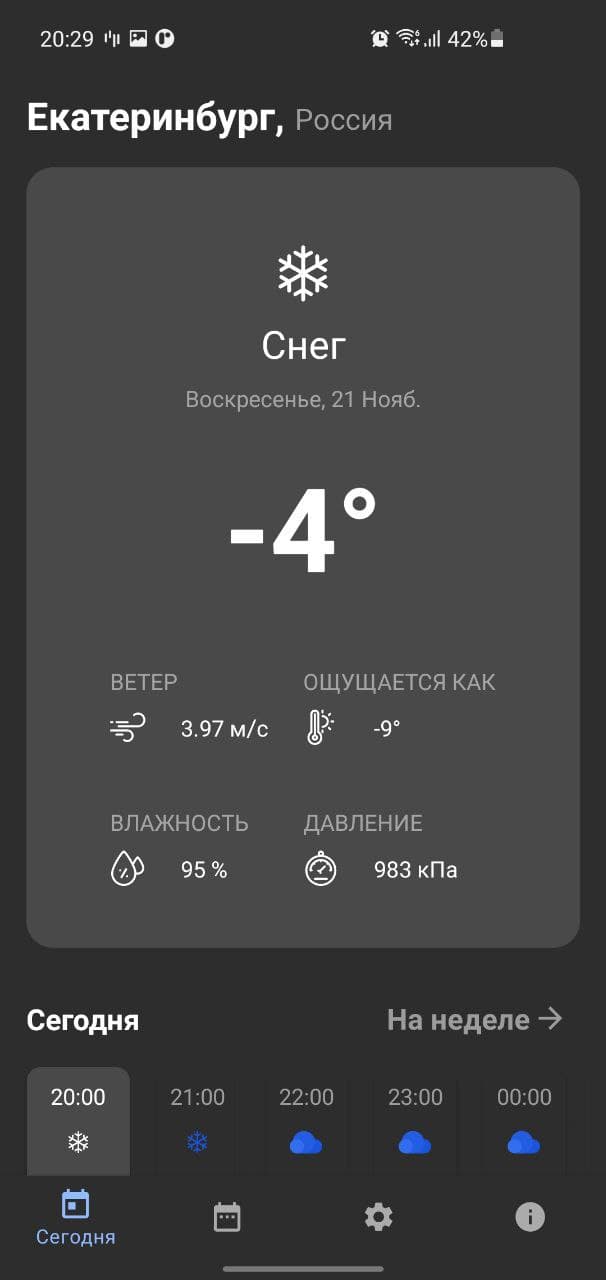 20:29 42%
Екатеринбург, Россия
Снег
Воскресенье, 21 Нояб.
-4°
ВЕТЕР ОЩУЩАЕТСЯ КАК
3.97 м/с -9°
ВЛАЖНОСТЬ ДАВЛЕНИЕ
95 % 983 кПа
Сегодня На неделе
20:00 21:00 22:00 23:00 00:00
Сегодня